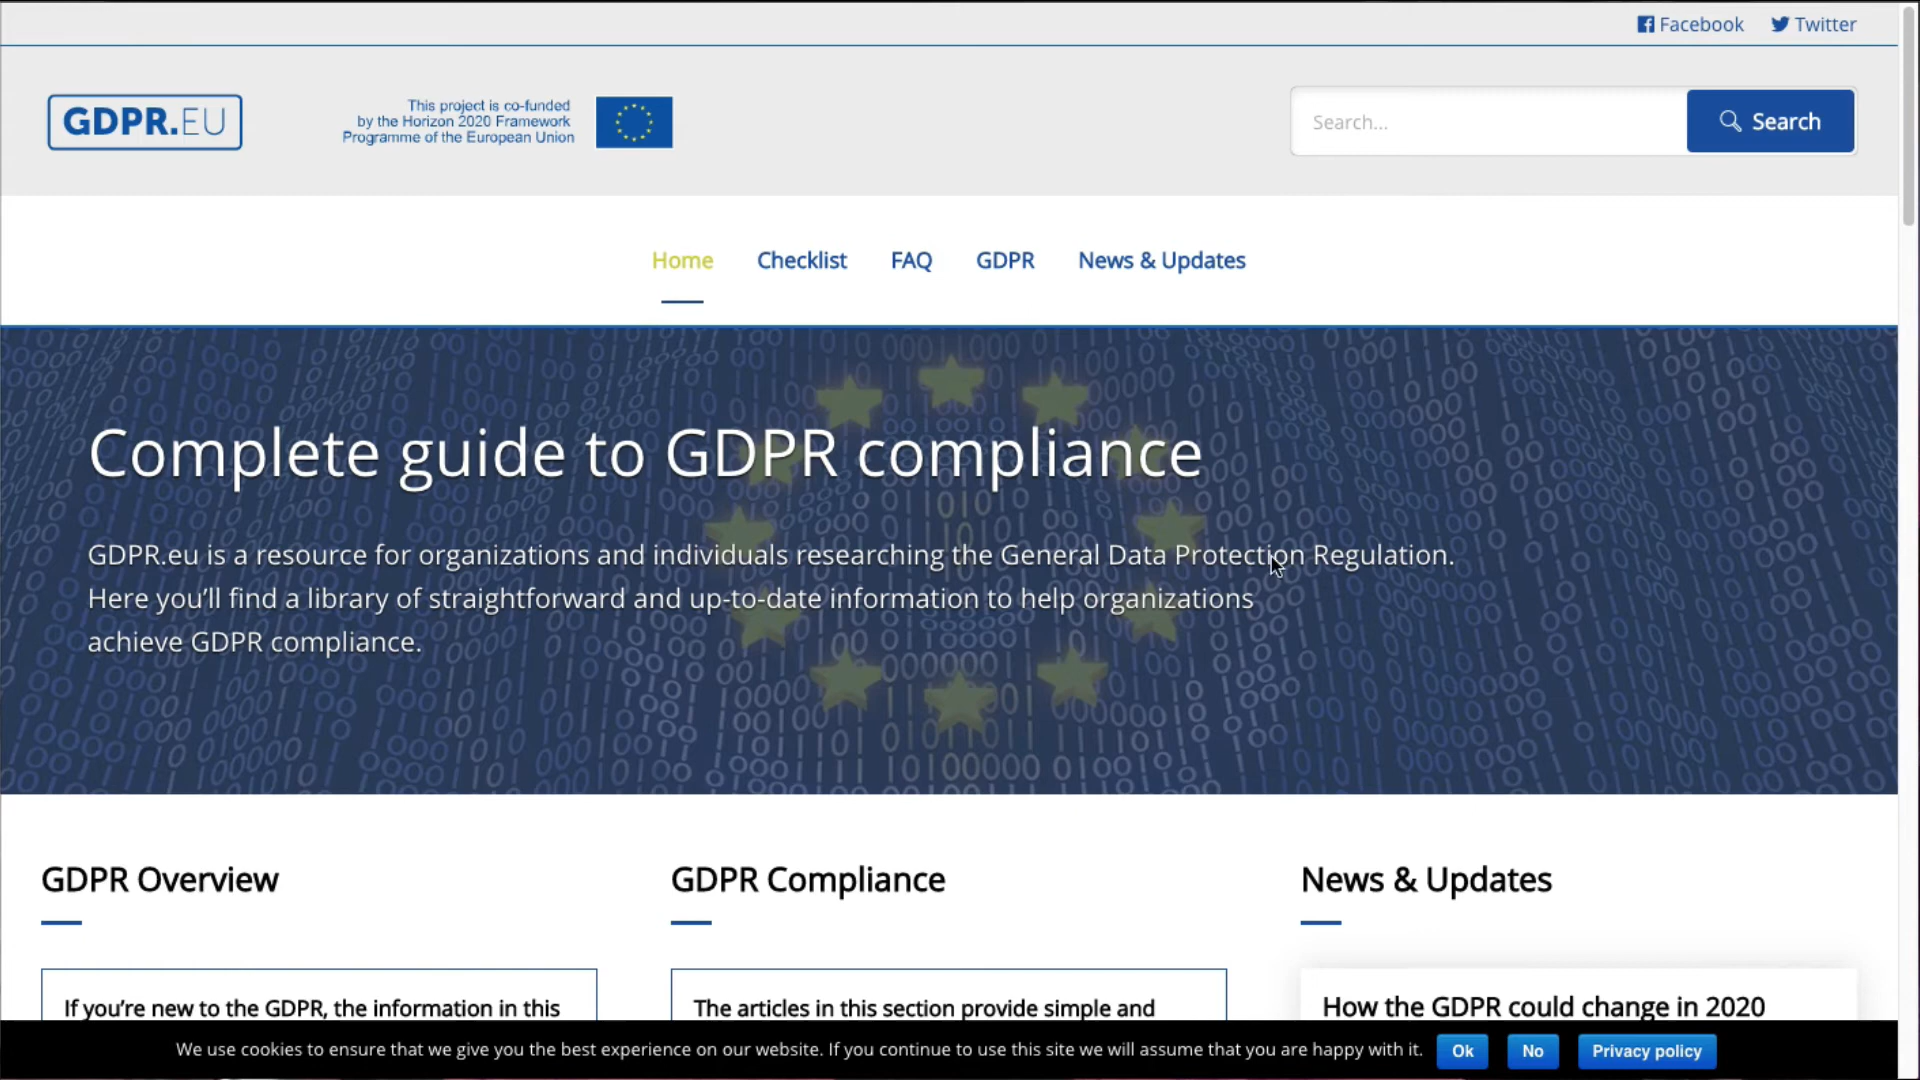 Facebook Twitter
GDPR.EU
This project is co-funded
by the Horizon 2020 Framework
Programme of the European Union
Search...
Search
Home Checklist FAQ GDPR News & Updates
Complete guide to GDPR compliance
GDPR.eu is a resource for organizations and individuals researching the General Data Protection Regulation.
Here you'll find a library of straightforward and up-to-date information to help organizations
achieve GDPR compliance.
GDPR Overview
If you're new to the GDPR, the information in this
GDPR Compliance
The articles in this section provide simple and
News & Updates
How the GDPR could change in 2020
We use cookies to ensure that we give you the best experience on our website. If you continue to use this site we will assume that you are happy with it. Ok No Privacy policy